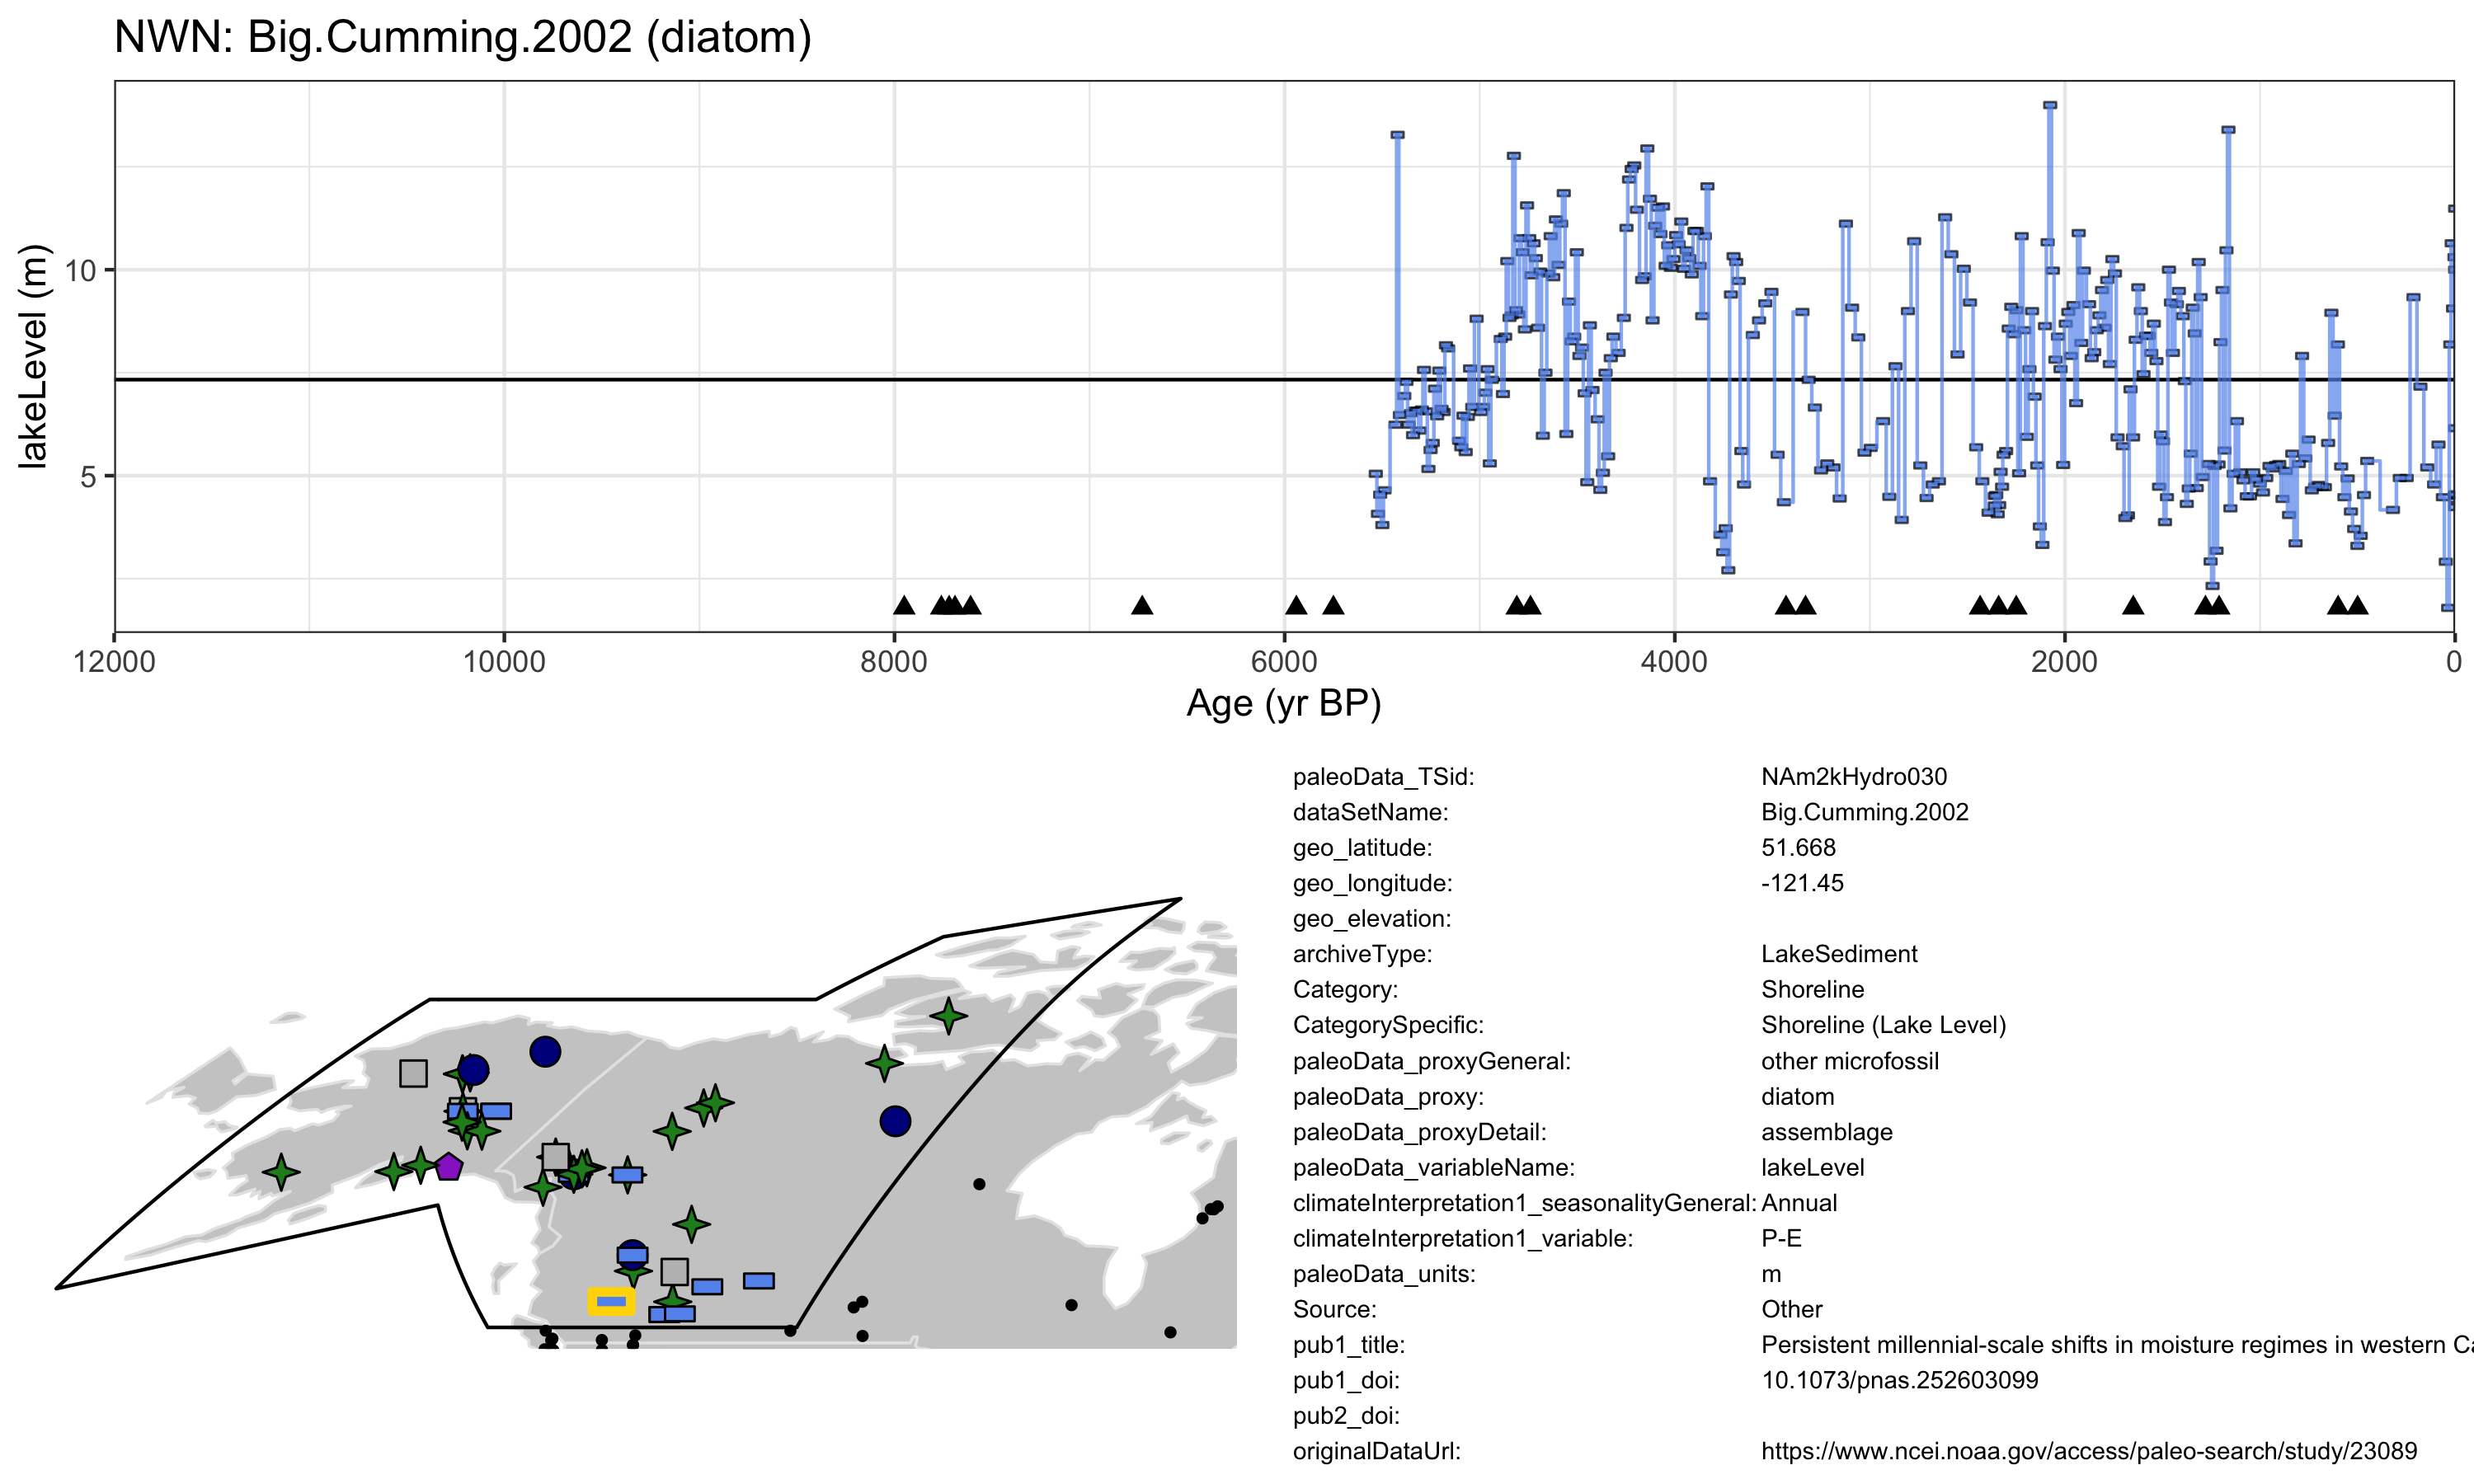 NWN: Big.Cumming.2002 (diatom)
lakeLevel (m)
10
5
12000 10000 8000 6000 4000 2000 0
Age (yr BP)
paleoData_TSid: NAm2kHydro030
dataSetName: Big.Cumming.2002
geo_latitude: 51.668
geo_longitude: -121.45
geo_elevation:
archiveType: LakeSediment
Category: Shoreline
CategorySpecific: Shoreline (Lake Level)
paleoData_proxyGeneral: other microfossil
paleoData_proxy: diatom
paleoData_proxyDetail: assemblage
paleoData_variableName: lakeLevel
climateInterpretation1_seasonalityGeneral: Annual
climateInterpretation1_variable: P-E
paleoData_units: m
Source: Other
pub1_title: Persistent millennial-scale shifts in moisture regimes in western
pub1_doi: 10.1073/pnas.252603099
pub2_doi:
originalDataUrl: https://www.ncei.noaa.gov/access/paleo-search/study/23089